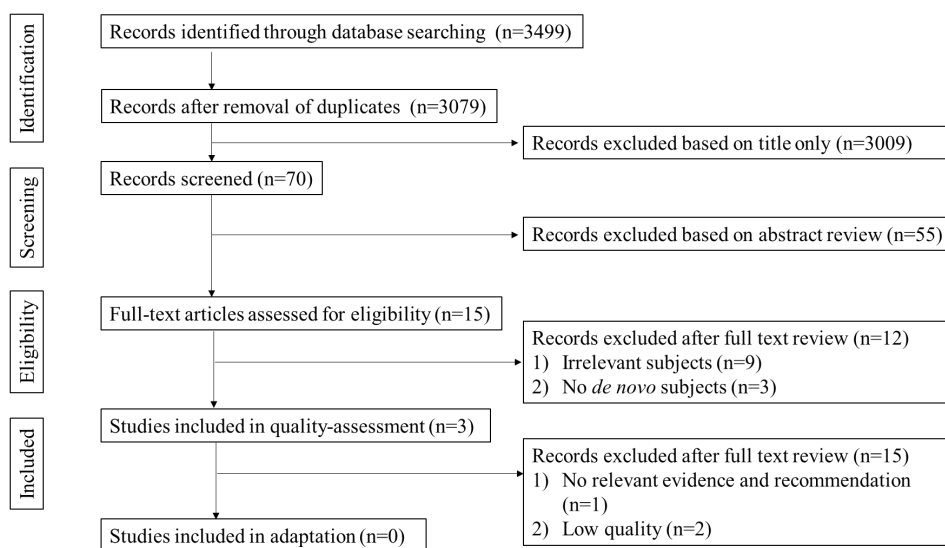 Identification
Records identified through database searching (n=3499)
Records after removal of duplicates (n=3079)
Records excluded based on title only (n=3009)
Screening
Records screened (n=70)
Records excluded based on abstract review (n=55)
Eligibility
Full-text articles assessed for eligibility (n=15)
Records excluded after full text review (n=12)
1) Irrelevant subjects (n=9)
2) No de novo subjects (n=3)
Included
Studies included in quality-assessment (n=3)
Records excluded after full text review (n=15)
1) No relevant evidence and recommendation
(n=1)
2) Low quality (n=2)
Studies included in adaptation (n=0)